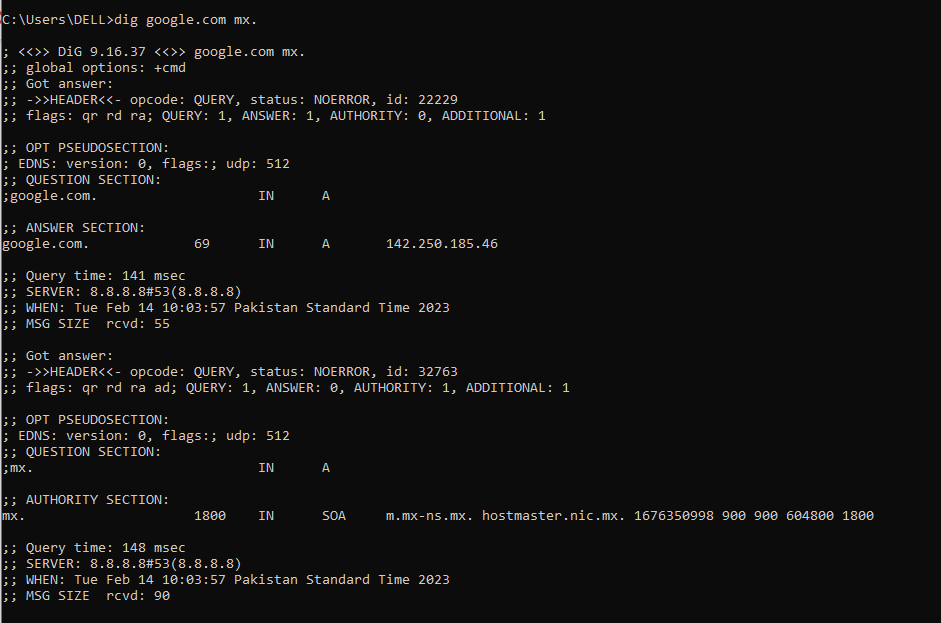 C:\Users\DELL>dig google.com mx.
; <<>> DiG 9.16.37 <<>> google.com mx.
;; global options: +cmd
;; Got answer:
;; ->>HEADER<<- opcode: QUERY, status: NOERROR, id: 22229
;; flags: qr rd ra; QUERY: 1, ANSWER: 1, AUTHORITY: 0, ADDITIONAL: 1
;; OPT PSEUDOSECTION:
; EDNS: version: 0, flags:; udp: 512
;; QUESTION SECTION:
;google.com. IN A
;; ANSWER SECTION:
google.com. 69 IN A 142.250.185.46
;; Query time: 141 msec
;; SERVER: 8.8.8.8#53(8.8.8.8)
;; WHEN: Tue Feb 14 10:03:57 Pakistan Standard Time 2023
;; MSG SIZE rcvd: 55
;; Got answer:
;; ->>HEADER<<- opcode: QUERY, status: NOERROR, id: 32763
;; flags: qr rd ra ad; QUERY: 1, ANSWER: 0, AUTHORITY: 1, ADDITIONAL: 1
;; OPT PSEUDOSECTION:
; EDNS: version: 0, flags:; udp: 512
;; QUESTION SECTION:
;mx. IN A
;; AUTHORITY SECTION:
mx. 1800 IN SOA m.mx-ns.mx. hostmaster.nic.mx. 1676350998 900 900 604800 1800
;; Query time: 148 msec
;; SERVER: 8.8.8.8#53(8.8.8.8)
;; WHEN: Tue Feb 14 10:03:57 Pakistan Standard Time 2023
;; MSG SIZE rcvd: 90